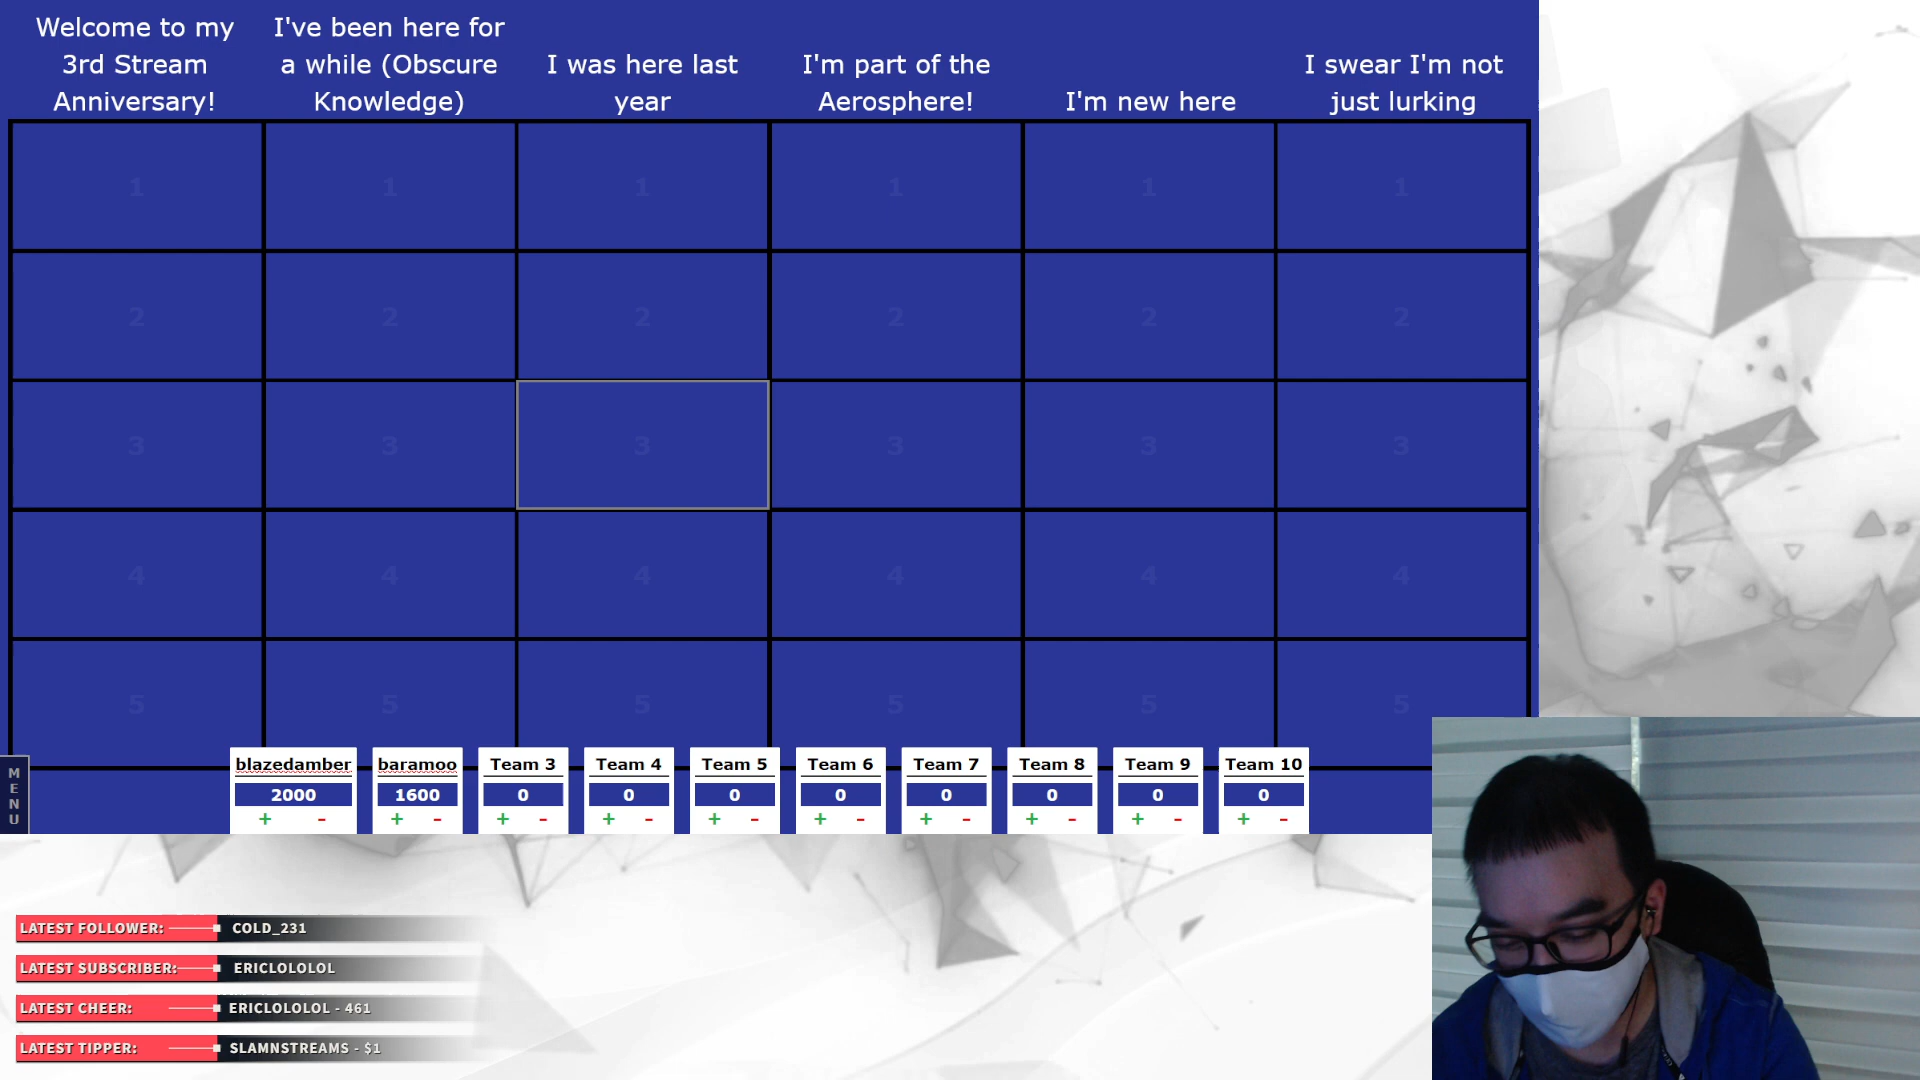 Welcome to my
3rd Stream
Anniversary!
I've been here for
a while (Obscure
Knowledge)
I was here last
year
I'm part of the
Aerosphere!
I'm new here
I swear I'm not
just lurking
1 1 1 1 1 1
2 2 2 2 2 2
3 3 3 3 3 3
4 4 4 4 4 4
5 5 5 5 5 5
MENU
blazedamber baramoo Team 3 Team 4 Team 5 Team 6 Team 7 Team 8 Team 9 Team 10
2000 1600 0 0 0 0 0 0 0 0
+ - + - + - + - + - + - + - + - + - + -
LATEST FOLLOWER: COLD_231
LATEST SUBSCRIBER: ERICLOLOLOL
LATEST CHEER: ERICLOLOLOL - 461
LATEST TIPPER: SLAMNSTREAMS - $1